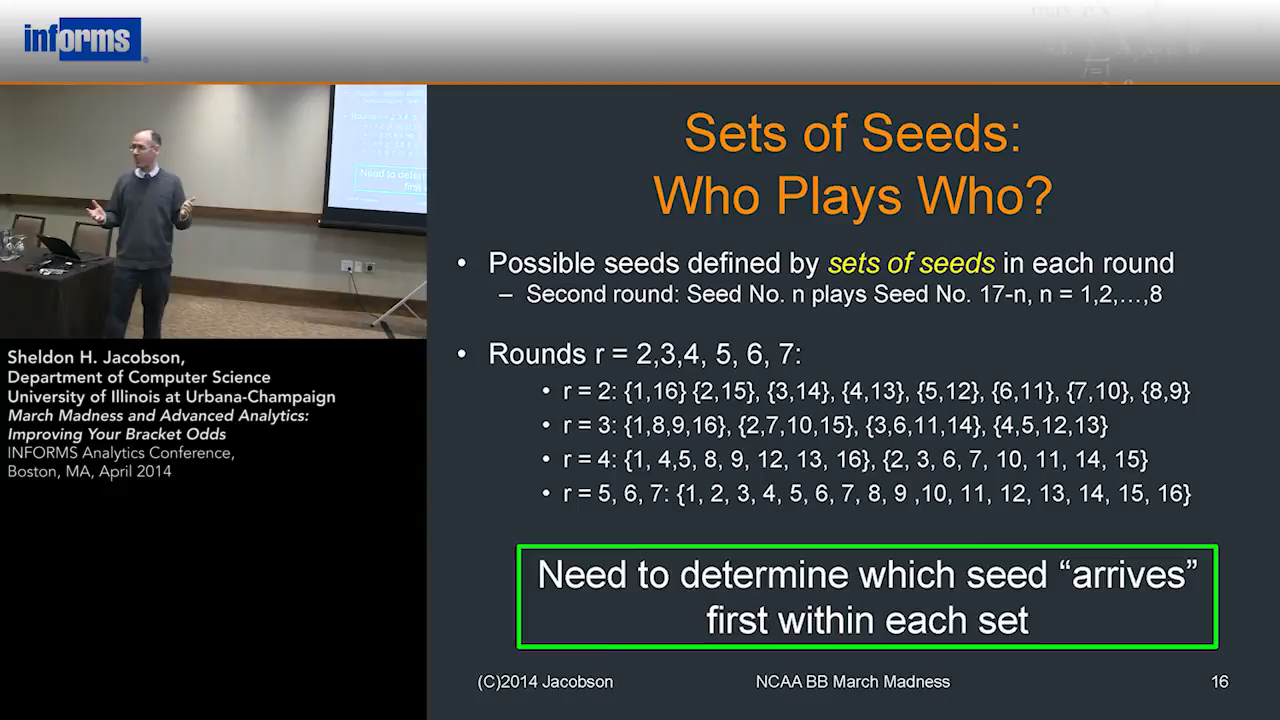 informs
Sets of Seeds:
Who Plays Who?
• Possible seeds defined by sets of seeds in each round
– Second round: Seed No. n plays Seed No. 17-n, n = 1,2,…,8
• Rounds r = 2,3,4, 5, 6, 7:
• r = 2: {1,16} {2,15}, {3,14}, {4,13}, {5,12}, {6,11}, {7,10}, {8,9}
• r = 3: {1,8,9,16}, {2,7,10,15}, {3,6,11,14}, {4,5,12,13}
• r = 4: {1, 4,5, 8, 9, 12, 13, 16}, {2, 3, 6, 7, 10, 11, 14, 15}
• r = 5, 6, 7: {1, 2, 3, 4, 5, 6, 7, 8, 9 ,10, 11, 12, 13, 14, 15, 16}
Need to determine which seed “arrives”
first within each set
(C)2014 Jacobson
NCAA BB March Madness
16
Need to deter
first w
Sheldon H. Jacobson,
Department of Computer Science
University of Illinois at Urbana-Champaign
March Madness and Advanced Analytics:
Improving Your Bracket Odds
INFORMS Analytics Conference,
Boston, MA, April 2014